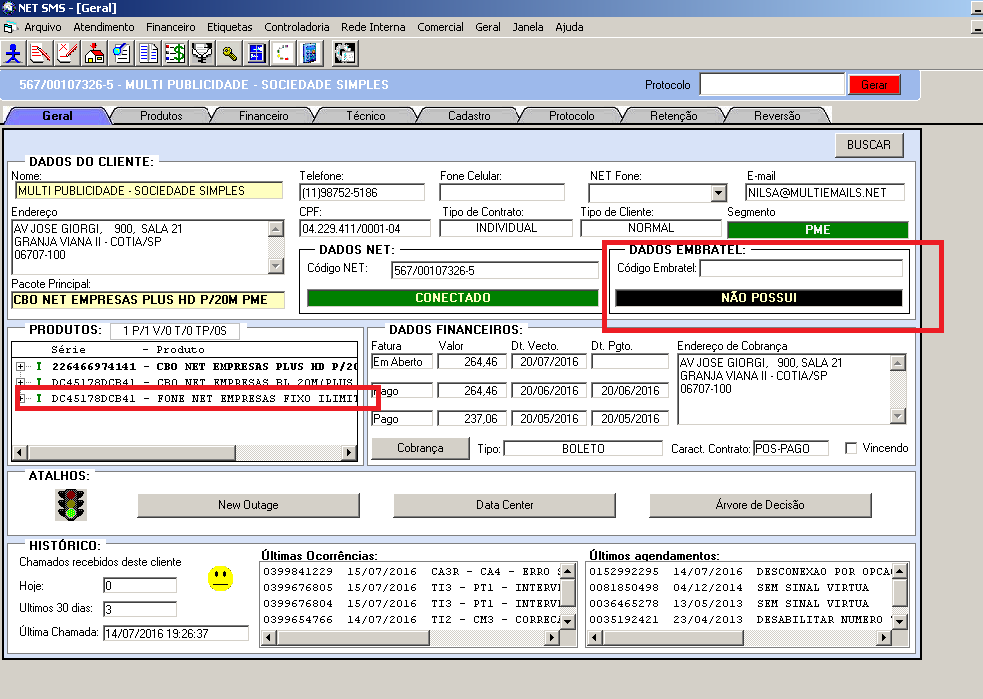 NET SMS - [Geral]
Arquivo Atendimento Financeiro Etiquetas Controladoria Rede Interna Comercial Geral Janela Ajuda
567/00107326-5 - MULTI PUBLICIDADE - SOCIEDADE SIMPLES
Protocolo
Gerar
Geral Produtos Financeiro Técnico Cadastro Protocolo Retenção Reversão
BUSCAR
DADOS DO CLIENTE:
Nome: Telefone: Fone Celular: NET Fone: E-mail
MULTI PUBLICIDADE - SOCIEDADE SIMPLES (11)98752-5186 NILSA@MULTIEMAILS.NET
Endereço CPF: Tipo de Contrato: Tipo de Cliente: Segmento
AV JOSE GIORGI, 900, SALA 21 04.229.411/0001-04 INDIVIDUAL NORMAL PME
GRANJA VIANA II - COTIA/SP
06707-100
DADOS NET: DADOS EMBRATEL:
Código NET: 567/00107326-5 Código Embratel:
Pacote Principal:
CBO NET EMPRESAS PLUS HD P/20M PME CONECTADO NÃO POSSUI
PRODUTOS: 1 P/1 V/0 T/0 TP/0S
Série - Produto
226466974141 - CBO NET EMPRESAS PLUS HD P/20
DC45178DCB41 - CBO NET EMPRESAS BL 20M/PLUS
DC45178DCB41 - FONE NET EMPRESAS FIXO ILIMIT
DADOS FINANCEIROS:
Fatura Valor Dt. Vecto. Dt. Pgto. Endereço de Cobrança
Em Aberto 264,46 20/07/2016
Pago 264,46 20/06/2016 20/06/2016
Pago 237,06 20/05/2016 20/05/2016
AV JOSE GIORGI, 900, SALA 21
GRANJA VIANA II - COTIA/SP
06707-100
Cobrança Tipo: BOLETO Caract. Contrato: POS-PAGO Vincendo
ATALHOS:
New Outage Data Center Árvore de Decisão
HISTÓRICO:
Chamados recebidos deste cliente
Hoje: 0
Ultimos 30 dias: 3
Última Chamada: 14/07/2016 19:26:37
Últimas Ocorrências:
0399841229 15/07/2016 CA3R - CA4 - ERRO
0399676805 15/07/2016 TI3 - PT1 - INTERV
0399676804 15/07/2016 TI3 - PT1 - INTERV
0399654766 14/07/2016 TI2 - CM3 - CORREC
Últimos agendamentos:
0152992295 14/07/2016 DESCONEXAO POR OPCA
0081850498 04/12/2014 SEM SINAL VIRTUA
0036465278 13/05/2013 SEM SINAL VIRTUA
0035192421 23/04/2013 DESABILITAR NUMERO